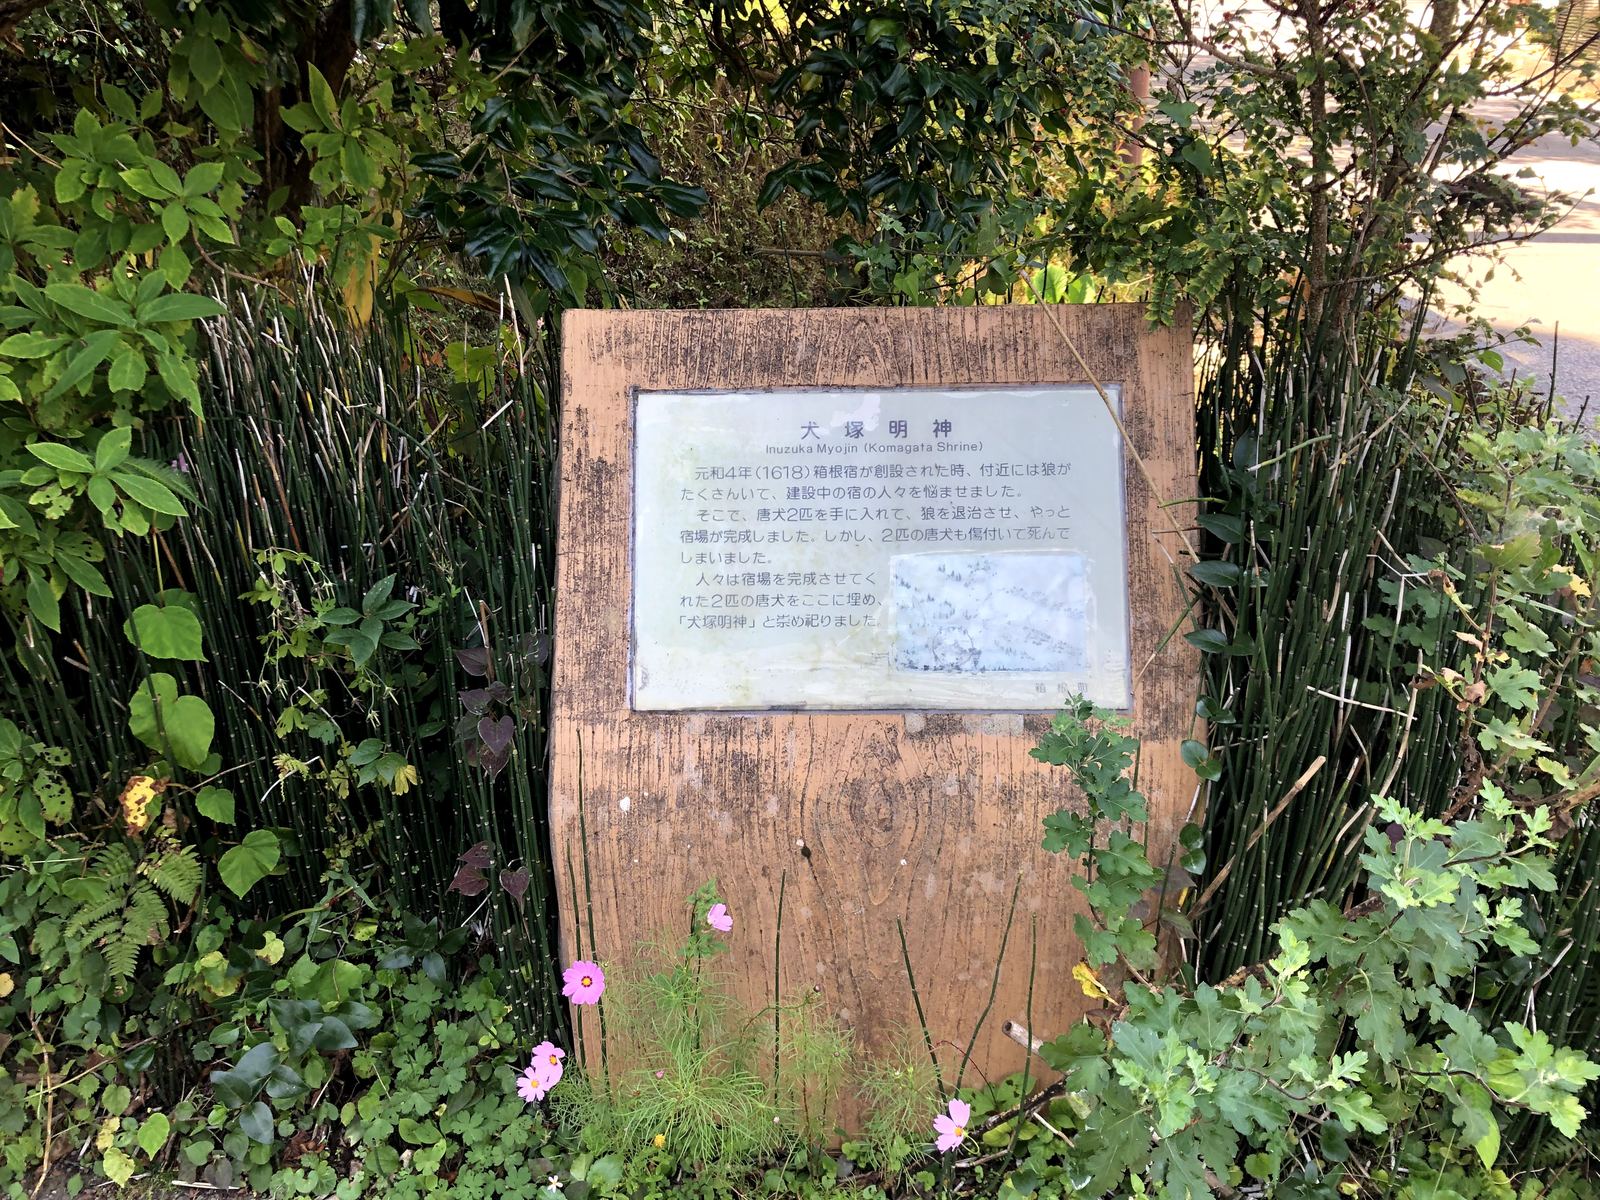 犬塚明神
Inuzuka Myojin (Komagata Shrine)
元和4年(1618)箱根宿が創設された時、付近には狼が
たくさんいて、建設中の宿の人々を悩ませました。
そこで、唐犬2匹を手に入れて、狼を退治させ、やっと
宿場が完成しました。しかし、2匹の唐犬も傷付いて死んで
しまいました。
人々は宿場を完成させてく
れた2匹の唐犬をここに埋め、
「犬塚明神」と崇め祀りました。
箱根町